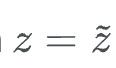 z = z̃